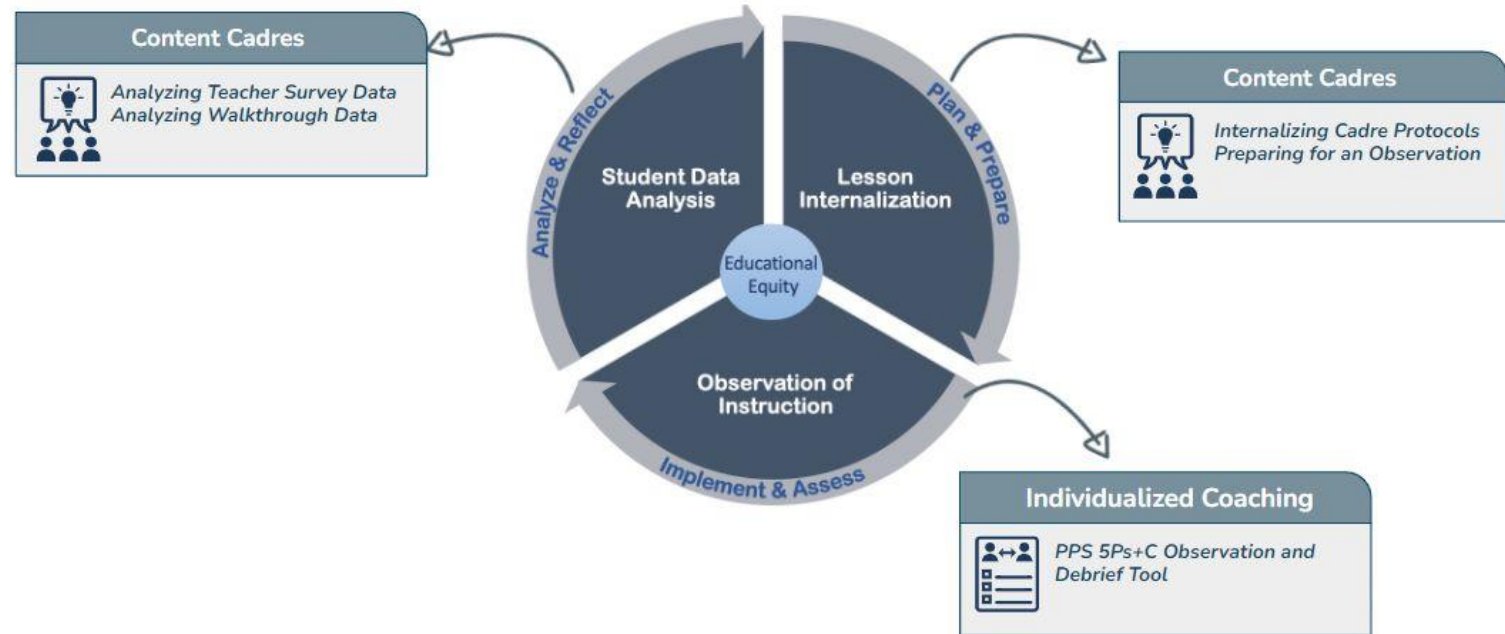 Content Cadres
Analyzing Teacher Survey Data
Analyzing Walkthrough Data
Analyze & Reflect
Student Data
Analysis
Plan & Prepare
Lesson
Internalization
Educational
Equity
Content Cadres
Internalizing Cadre Protocols
Preparing for an Observation
Observation of
Instruction
Implement & Assess
Individualized Coaching
PPS 5Ps+C Observation and
Debrief Tool